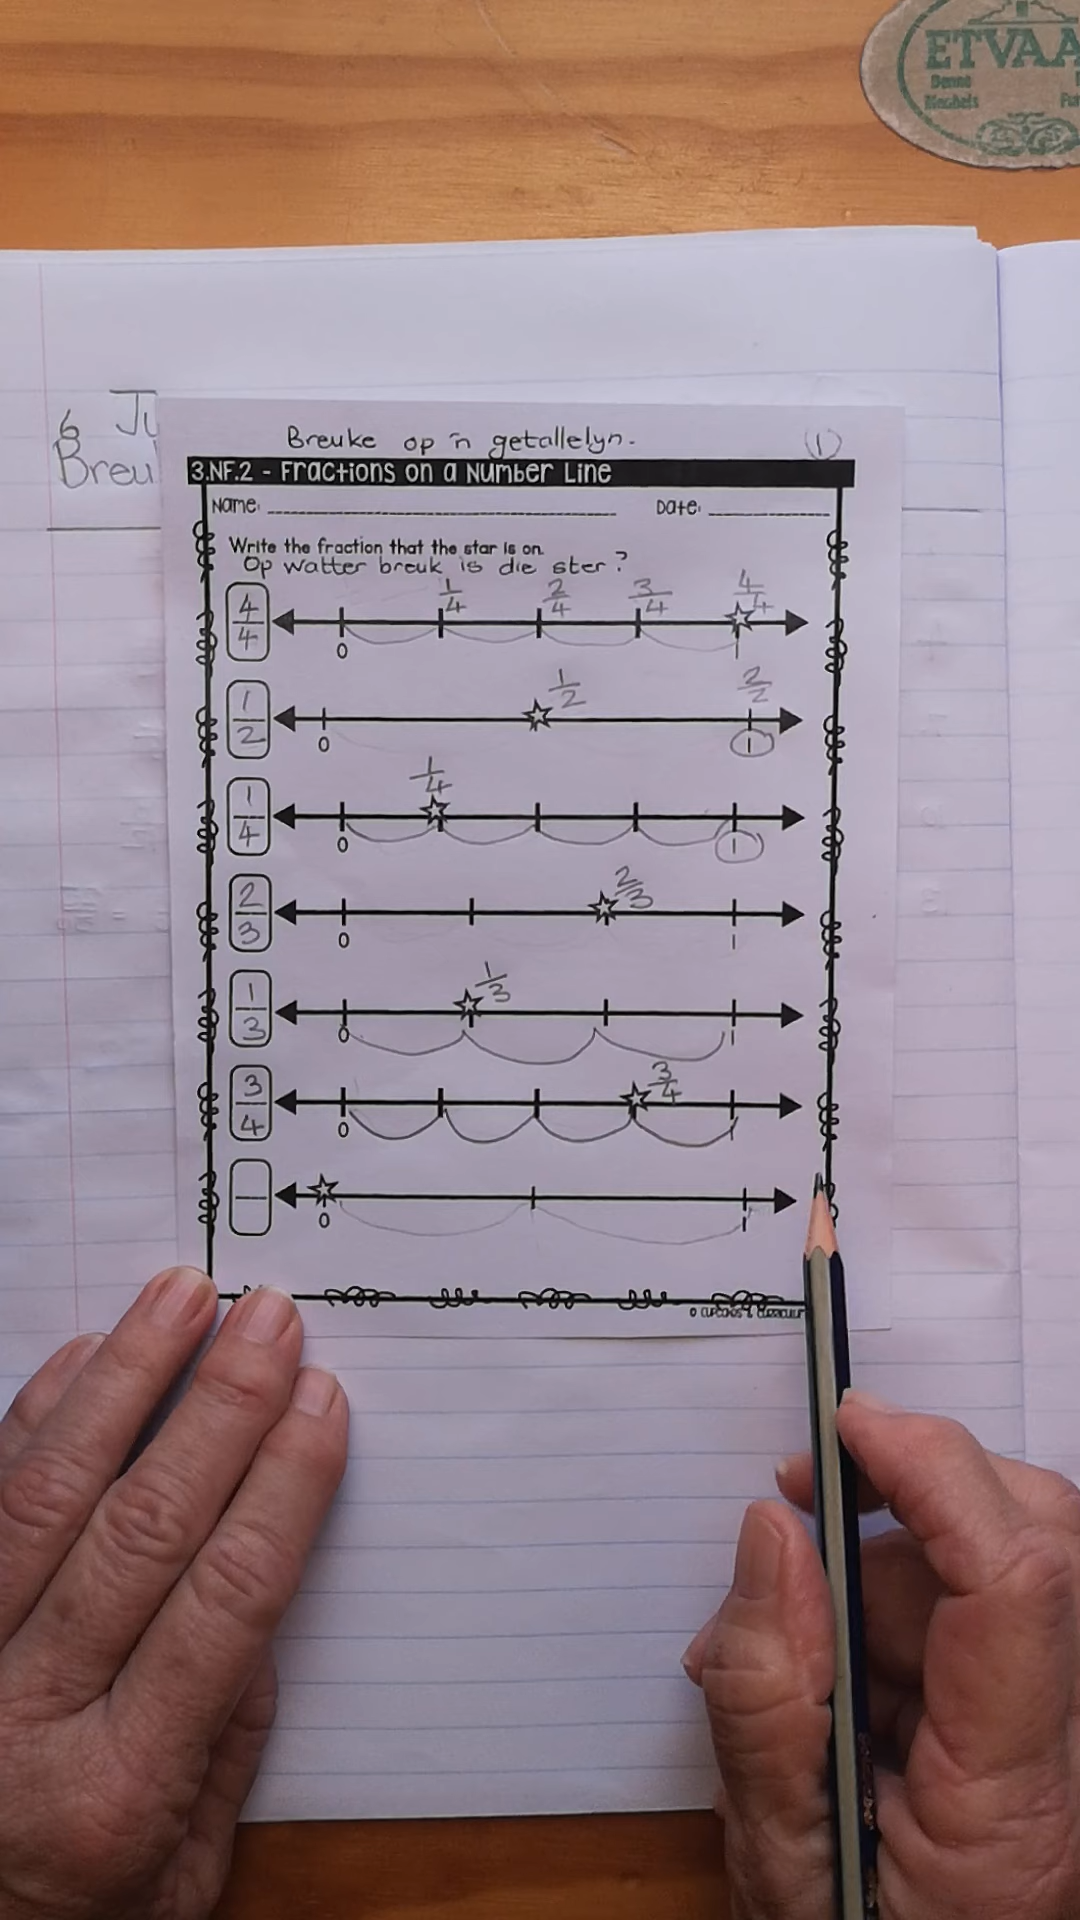 ETVAA
Denne
Meubels
6 Ju
Breu
Breuke op 'n getallelyn.
(1)
3.NF.2 - Fractions on a Number Line
Name:
Date:
Write the fraction that the star is on.
Op watter breuk is die ster?
1/4 2/4 3/4 4/4
4/4
0
1/2 2/2
1/2
0 1
1/4
1/4
0 1
2/3
2/3
0 1
1/3
1/3
0 1
3/4
3/4
0 1
0 1